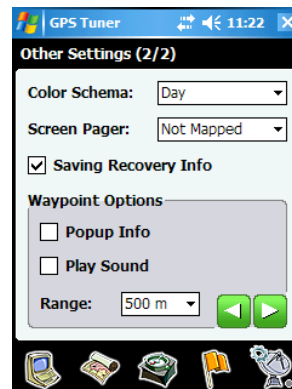 GPS Tuner 11:22
Other Settings (2/2)
Color Schema: Day
Screen Pager: Not Mapped
Saving Recovery Info
Waypoint Options
Popup Info
Play Sound
Range: 500 m